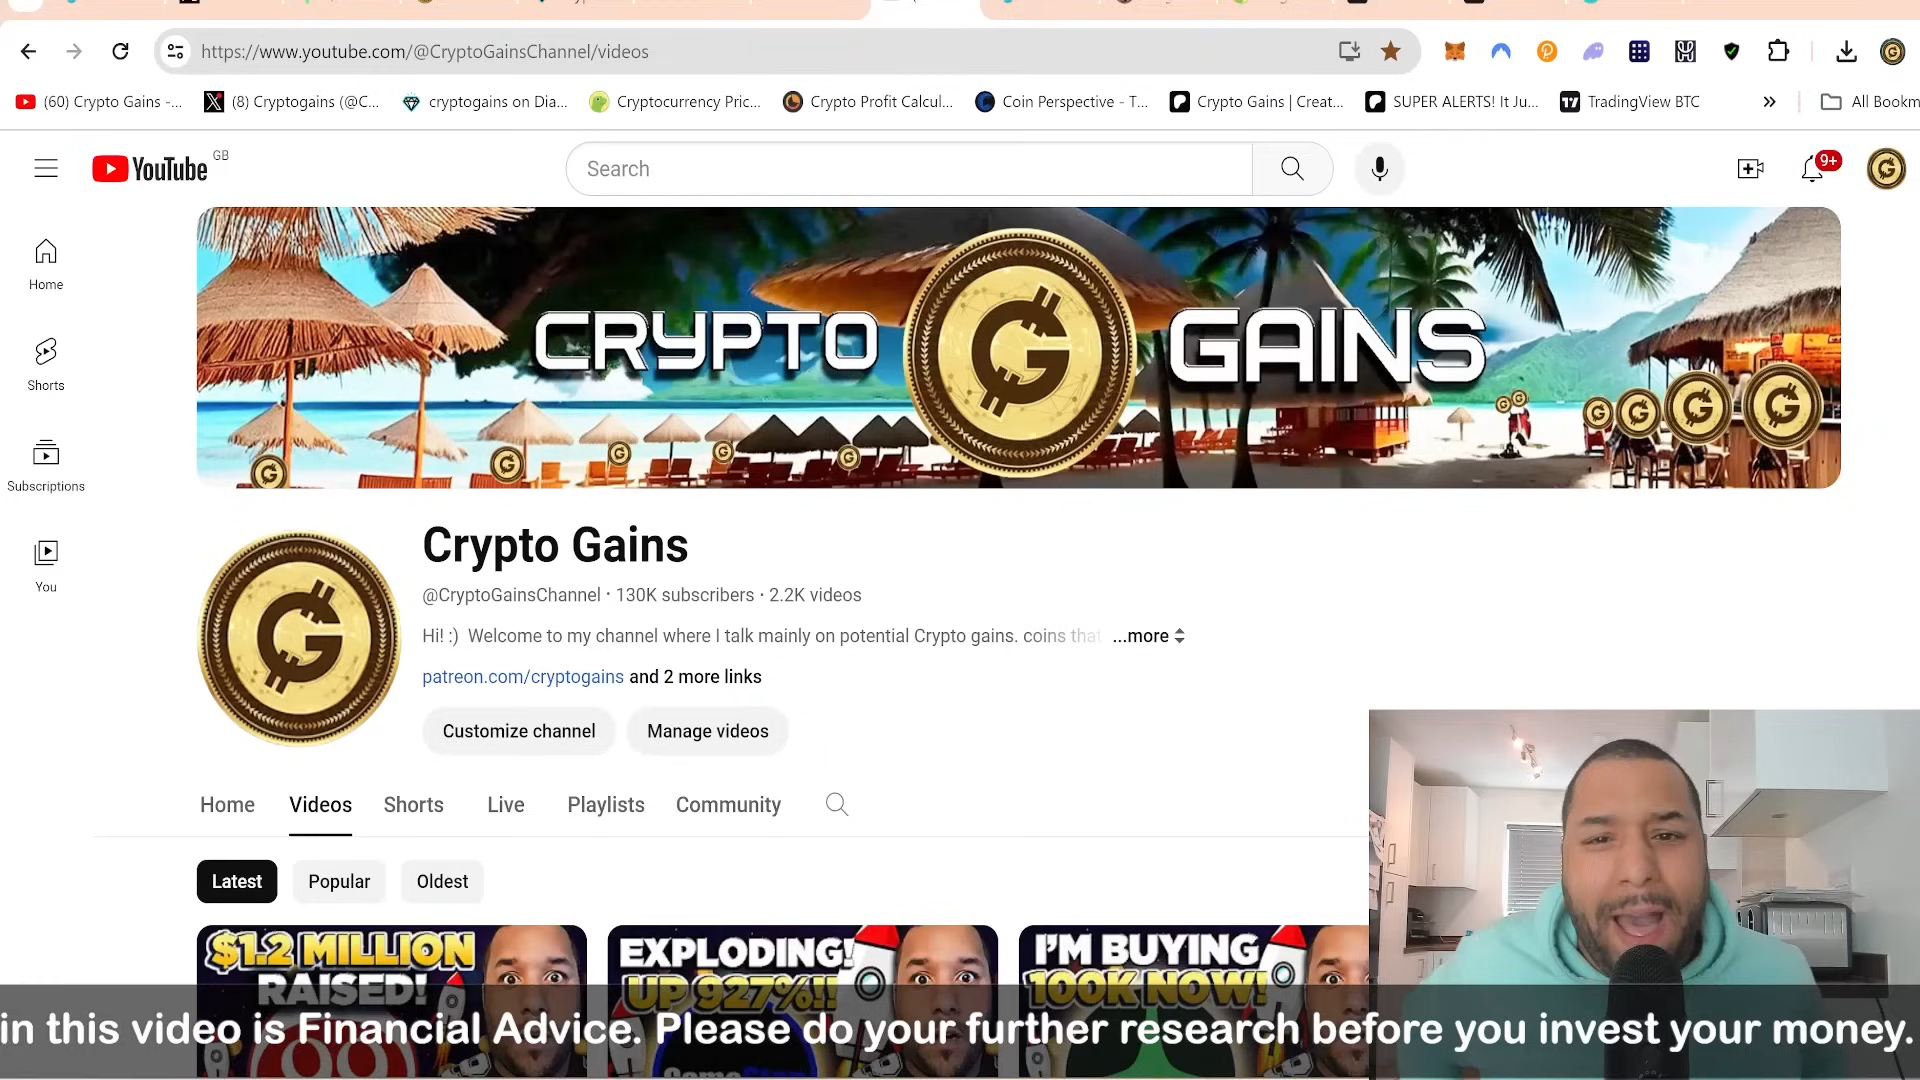 https://www.youtube.com/@CryptoGainsChannel/videos
(60) Crypto Gains -...
(8) Cryptogains (@C...
cryptogains on Dia...
Cryptocurrency Pric...
Crypto Profit Calcul...
Coin Perspective - T...
Crypto Gains | Creat...
SUPER ALERTS! It Ju...
TradingView BTC
All Bookm
YouTube GB
Search
9+
Home
Shorts
Subscriptions
You
CRYPTO GAINS
Crypto Gains
@CryptoGainsChannel · 130K subscribers · 2.2K videos
Hi! :) Welcome to my channel where I talk mainly on potential Crypto gains. coins that ...more
patreon.com/cryptogains and 2 more links
Customize channel
Manage videos
Home
Videos
Shorts
Live
Playlists
Community
Latest
Popular
Oldest
$1.2 MILLION
RAISED!
EXPLODING!
UP 927%!!
I'M BUYING
100K NOW!
in this video is Financial Advice. Please do your further research before you invest your money.